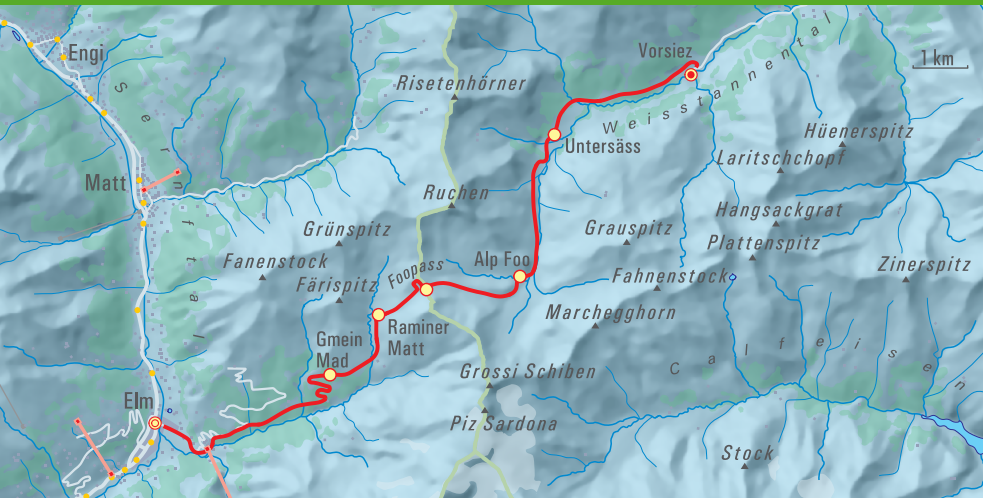 Engi
Sernftal
Vorsiez
1 km
Risetenhörner
Weisstannental
Untersäss
Hüenerspitz
Laritschchopf
Matt
Ruchen
Hangsackgrat
Grünspitz
Grauspitz
Plattenspitz
Fanenstock
Färispitz
Foopass
Alp Foo
Fahnenstock
Zinerspitz
Marchegghorn
Raminer
Matt
Gmein
Mad
Grossi Schiben
Calfeisen
Elm
Piz Sardona
Stock